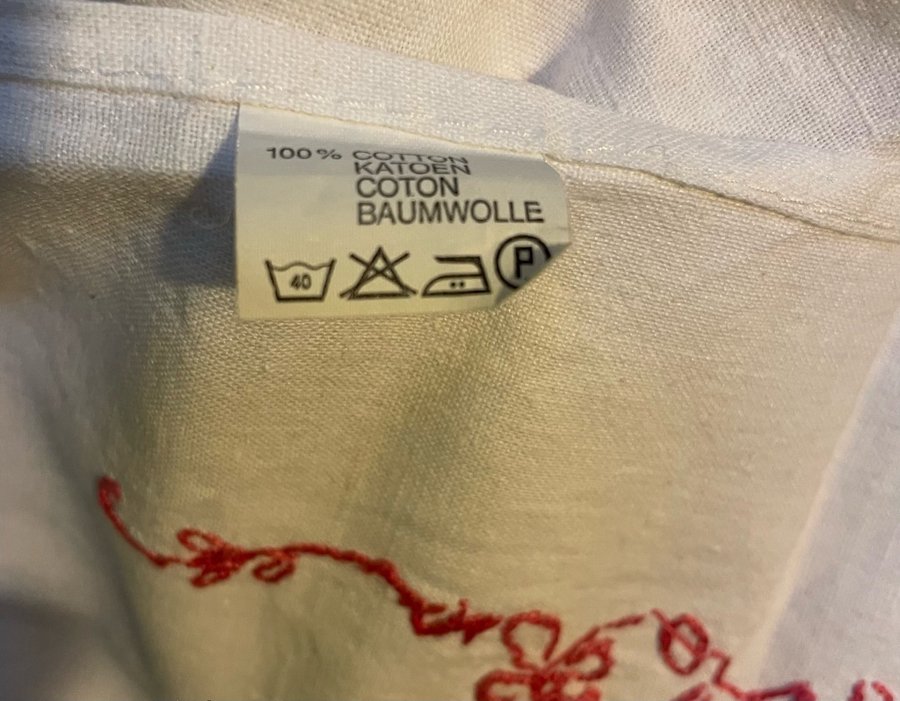 100% COTTON
KATOEN
COTON
BAUMWOLLE
40 P